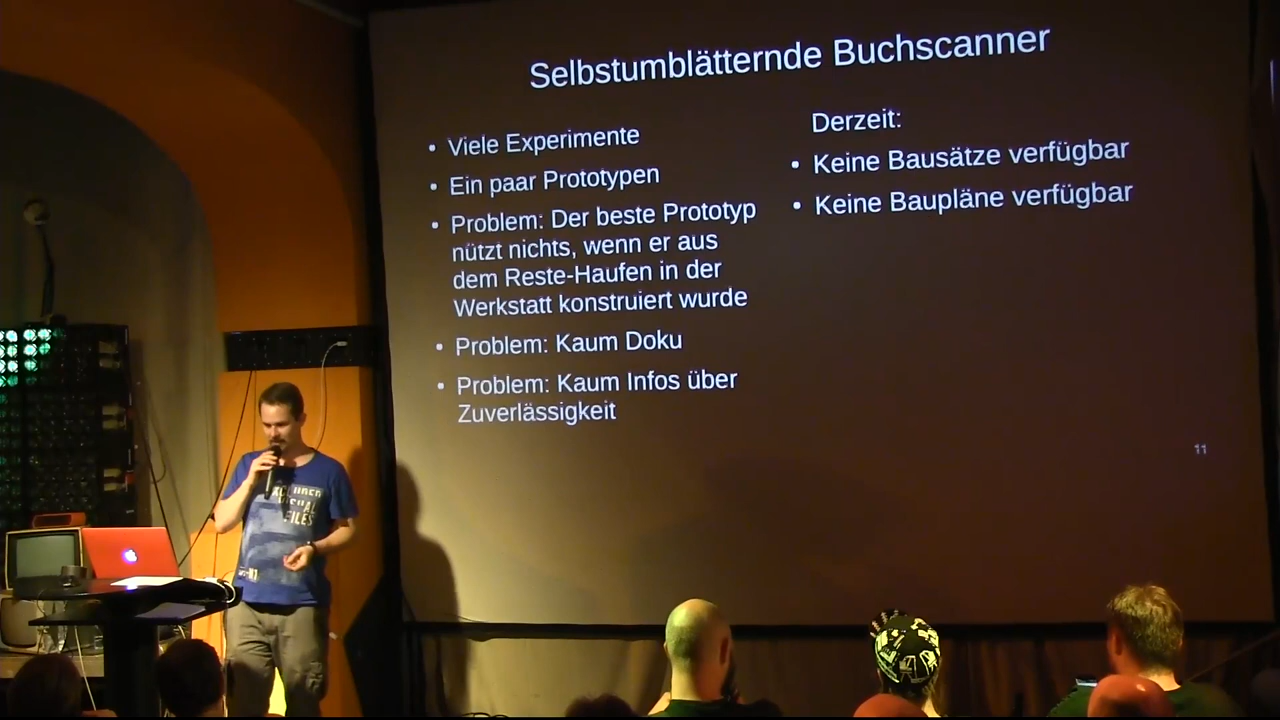 Selbstumblätternde Buchscanner
• Viele Experimente
• Ein paar Prototypen
• Problem: Der beste Prototyp
nützt nichts, wenn er aus
dem Reste-Haufen in der
Werkstatt konstruiert wurde
• Problem: Kaum Doku
• Problem: Kaum Infos über
Zuverlässigkeit
Derzeit:
• Keine Bausätze verfügbar
• Keine Baupläne verfügbar
11
FILES